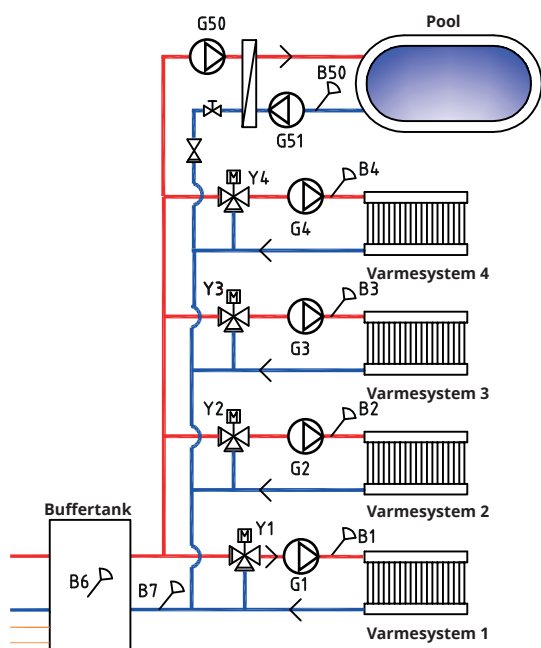 G50
Pool
B50
G51
Y4
M
B4
G4
Varmesystem 4
Y3
M
B3
G3
Varmesystem 3
Y2
M
B2
G2
Varmesystem 2
Buffertank
Y1
M
B1
B6
B7
G1
Varmesystem 1